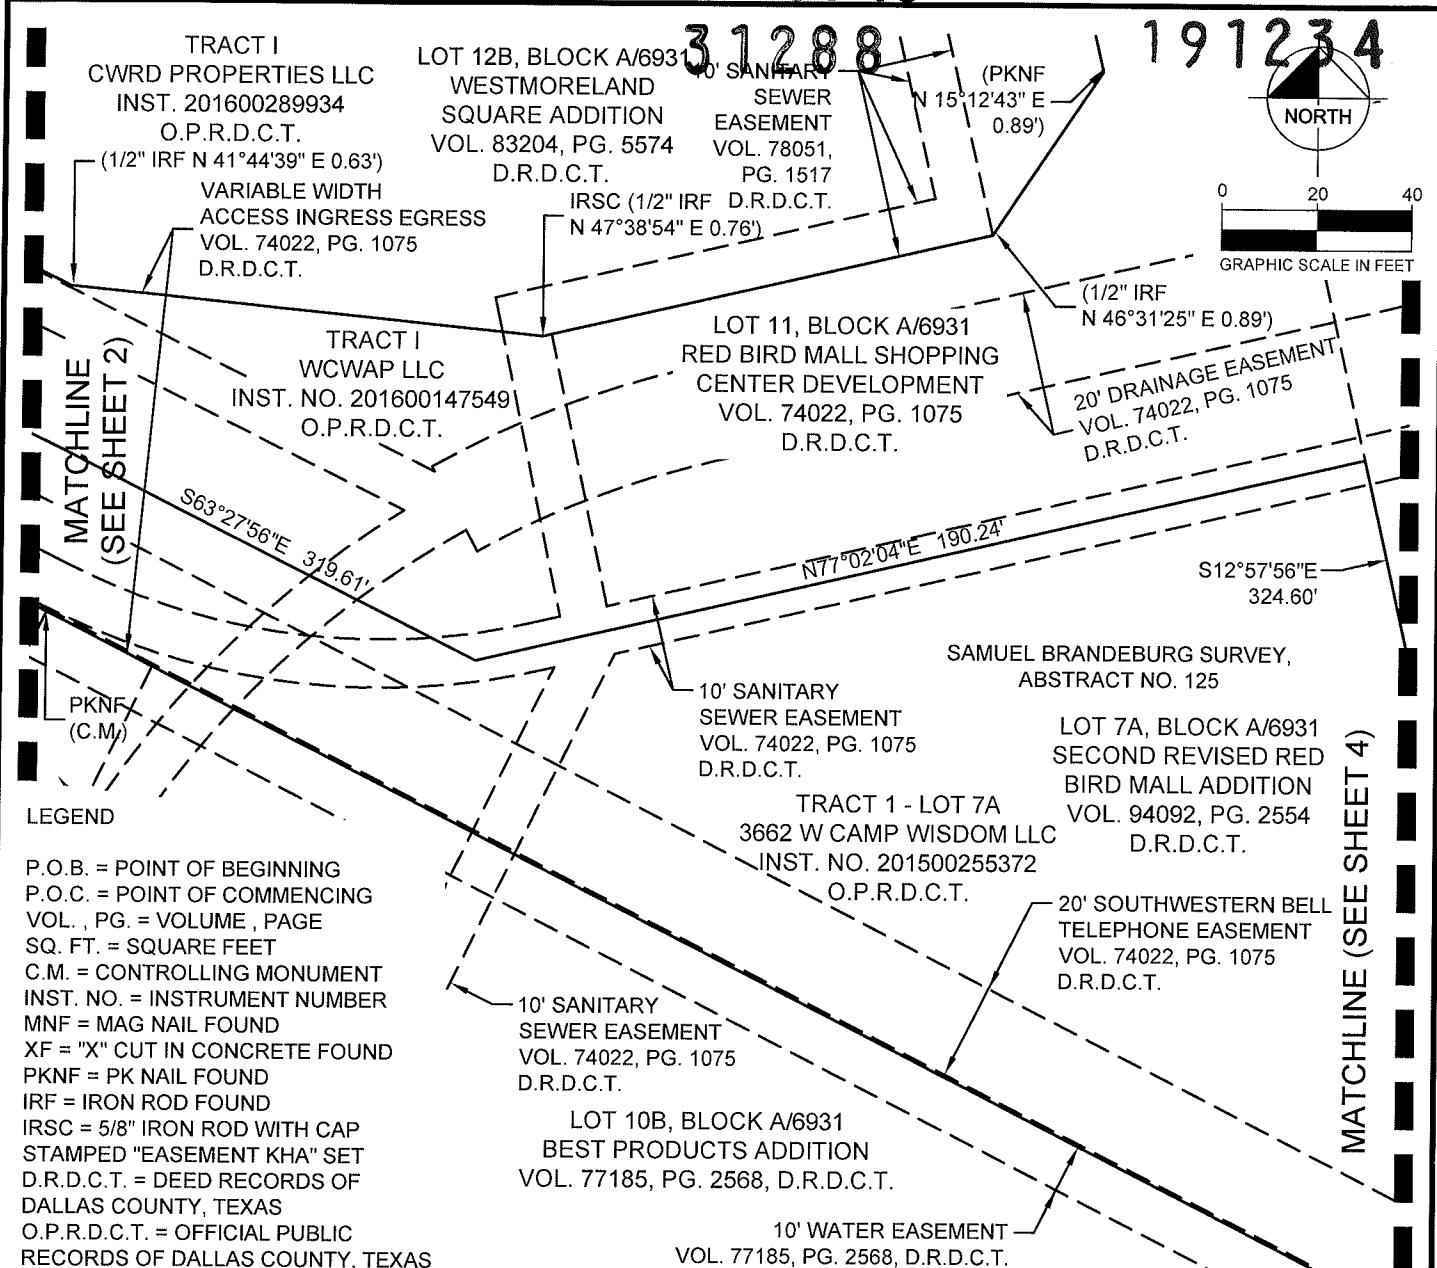 31288
191234
TRACT I
CWRD PROPERTIES LLC
INST. 201600289934
O.P.R.D.C.T.
(1/2" IRF N 41°44'39" E 0.63')
VARIABLE WIDTH
ACCESS INGRESS EGRESS
VOL. 74022, PG. 1075
D.R.D.C.T.
LOT 12B, BLOCK A/6931
WESTMORELAND
SQUARE ADDITION
VOL. 83204, PG. 5574
D.R.D.C.T.
IRSC (1/2" IRF
N 47°38'54" E 0.76')
10' SANITARY
SEWER
EASEMENT
VOL. 78051,
PG. 1517
D.R.D.C.T.
(PKNF
N 15°12'43" E
0.89')
NORTH
0 20 40
GRAPHIC SCALE IN FEET
(1/2" IRF
N 46°31'25" E 0.89')
TRACT I
WCWAP LLC
INST. NO. 201600147549
O.P.R.D.C.T.
LOT 11, BLOCK A/6931
RED BIRD MALL SHOPPING
CENTER DEVELOPMENT
VOL. 74022, PG. 1075
D.R.D.C.T.
20' DRAINAGE EASEMENT
VOL. 74022, PG. 1075
D.R.D.C.T.
MATCHLINE
(SEE SHEET 2)
S63°27'56"E 319.61'
N77°02'04"E 190.24'
S12°57'56"E
324.60'
SAMUEL BRANDEBURG SURVEY,
ABSTRACT NO. 125
PKNF
(C.M.)
10' SANITARY
SEWER EASEMENT
VOL. 74022, PG. 1075
D.R.D.C.T.
LOT 7A, BLOCK A/6931
SECOND REVISED RED
BIRD MALL ADDITION
VOL. 94092, PG. 2554
D.R.D.C.T.
TRACT 1 - LOT 7A
3662 W CAMP WISDOM LLC
INST. NO. 201500255372
O.P.R.D.C.T.
MATCHLINE (SEE SHEET 4)
20' SOUTHWESTERN BELL
TELEPHONE EASEMENT
VOL. 74022, PG. 1075
D.R.D.C.T.
10' SANITARY
SEWER EASEMENT
VOL. 74022, PG. 1075
D.R.D.C.T.
LOT 10B, BLOCK A/6931
BEST PRODUCTS ADDITION
VOL. 77185, PG. 2568, D.R.D.C.T.
10' WATER EASEMENT
VOL. 77185, PG. 2568, D.R.D.C.T.
LEGEND
P.O.B. = POINT OF BEGINNING
P.O.C. = POINT OF COMMENCING
VOL. , PG. = VOLUME , PAGE
SQ. FT. = SQUARE FEET
C.M. = CONTROLLING MONUMENT
INST. NO. = INSTRUMENT NUMBER
MNF = MAG NAIL FOUND
XF = "X" CUT IN CONCRETE FOUND
PKNF = PK NAIL FOUND
IRF = IRON ROD FOUND
IRSC = 5/8" IRON ROD WITH CAP
STAMPED "EASEMENT KHA" SET
D.R.D.C.T. = DEED RECORDS OF
DALLAS COUNTY, TEXAS
O.P.R.D.C.T. = OFFICIAL PUBLIC
RECORDS OF DALLAS COUNTY, TEXAS